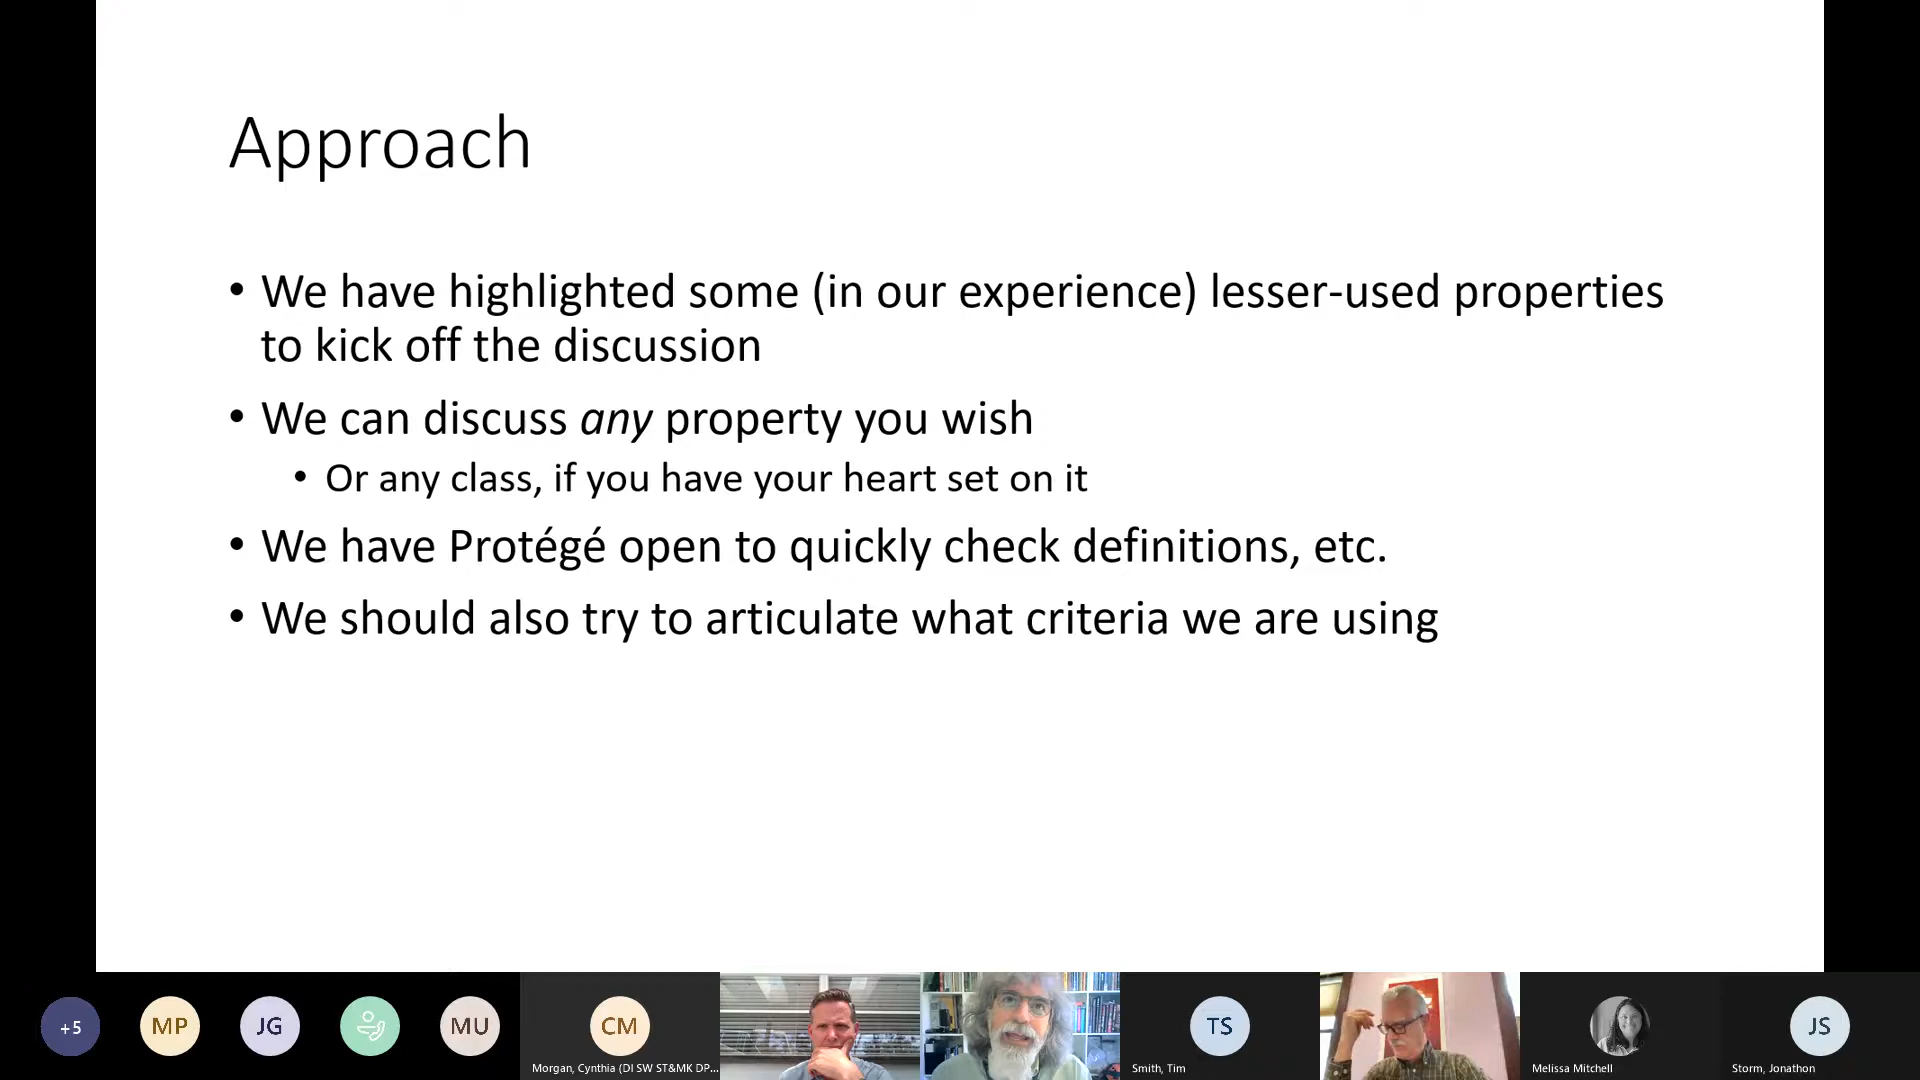 Approach
• We have highlighted some (in our experience) lesser-used properties
to kick off the discussion
• We can discuss any property you wish
• Or any class, if you have your heart set on it
• We have Protégé open to quickly check definitions, etc.
• We should also try to articulate what criteria we are using
+5
MP
JG
MU
CM
TS
JS
Morgan, Cynthia (DI SW ST&MK DP...
Smith, Tim
Melissa Mitchell
Storm, Jonathon